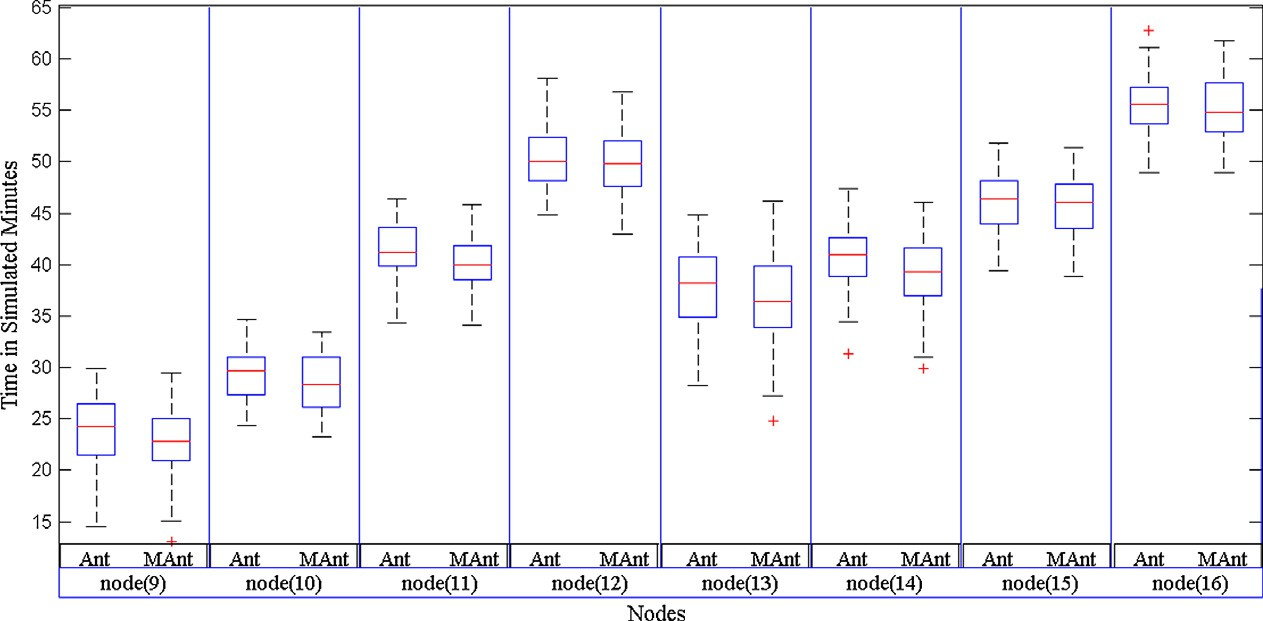 65
60
55
50
45
40
35
30
25
20
15
Time in Simulated Minutes
Ant MAnt Ant MAnt Ant MAnt Ant MAnt Ant MAnt Ant MAnt Ant MAnt Ant MAnt
node(9) node(10) node(11) node(12) node(13) node(14) node(15) node(16)
Nodes